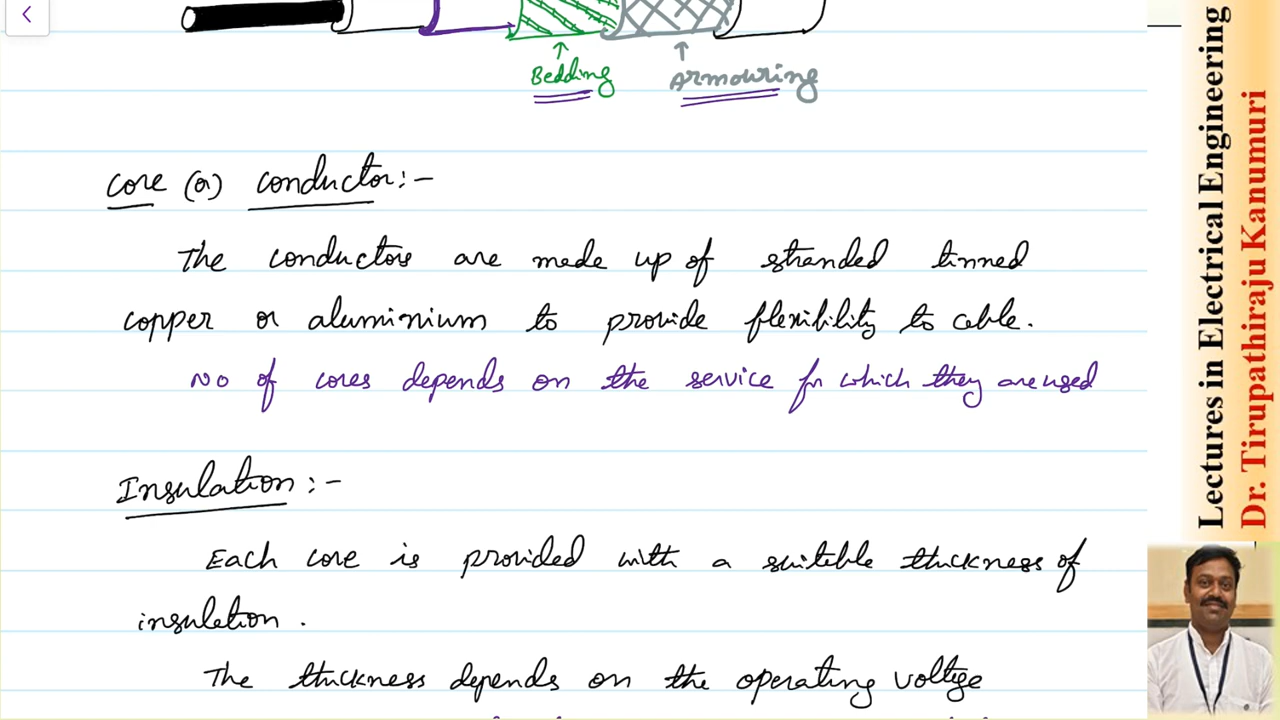 Bedding Armouring
Core (or) conductor:-
The conductors are made up of stranded tinned
copper or aluminium to provide flexibility to cable.
No of cores depends on the service for which they are used
Insulation :-
Each core is provided with a suitable thickness of
insulation .
The thickness depends on the operating voltage
Lectures in Electrical Engineering
Dr. Tirupathiraju Kanumuri